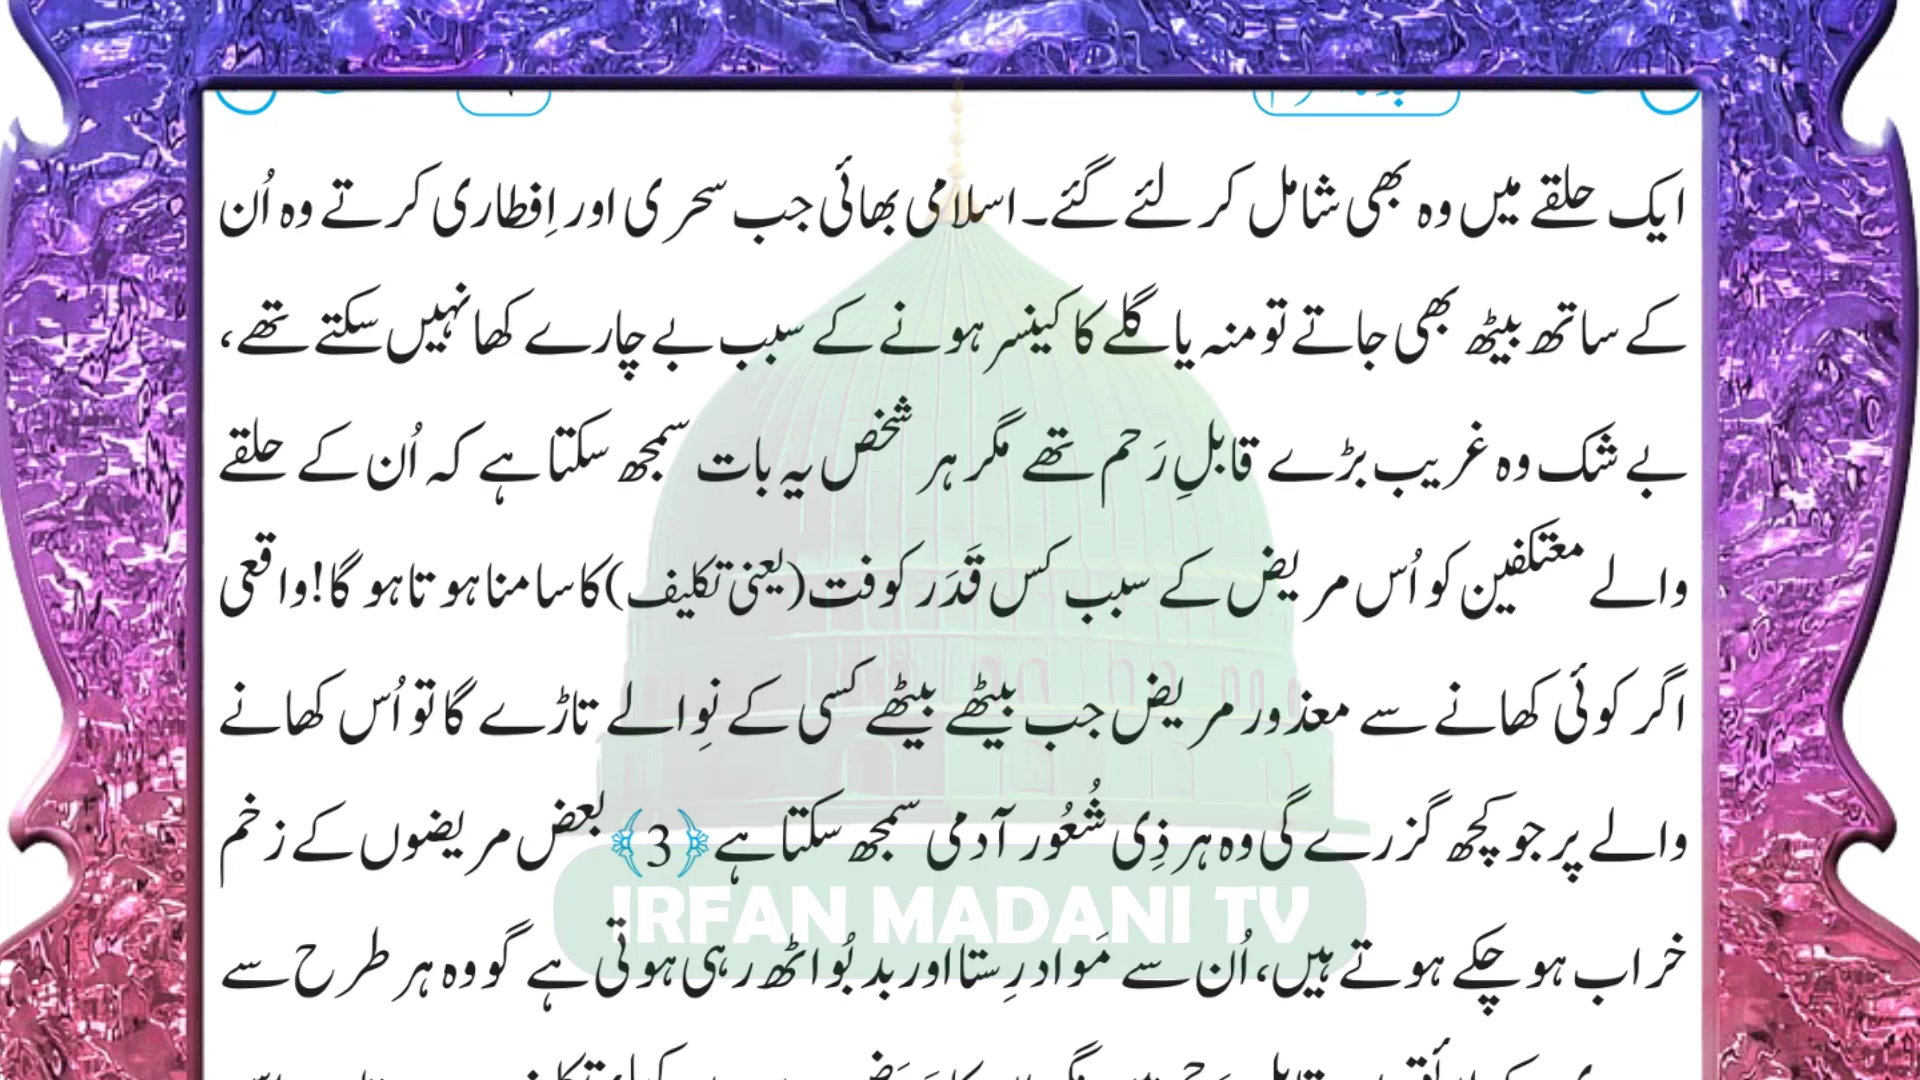 ایک حلقے میں وہ بھی شامل کر لئے گئے۔ اسلامی بھائی جب سحری اور اِفطاری کرتے وہ اُن
کے ساتھ بیٹھ بھی جاتے تو منہ یا گلے کا کینسر ہونے کے سبب بے چارے کھا نہیں سکتے تھے،
بے شک وہ غریب بڑے قابلِ رَحم تھے مگر ہر شخص یہ بات سمجھ سکتا ہے کہ اُن کے حلقے
والے معتکفین کو اُس مریض کے سبب کس قَدَر کوفت (یعنی تکلیف) کا سامنا ہوتا ہو گا! واقعی
اگر کوئی کھانے سے معذور مریض جب بیٹھے بیٹھے کسی کے نِوالے تاڑے گا تو اُس کھانے
والے پر جو کچھ گزرے گی وہ ہر ذِی شُعُور آدمی سمجھ سکتا ہے ﴿3﴾ بعض مریضوں کے زخم
IRFAN MADANI TV
خراب ہو چکے ہوتے ہیں، اُن سے مَواد رِستا اور بدبُو اٹھ رہی ہوتی ہے گو وہ ہر طرح سے